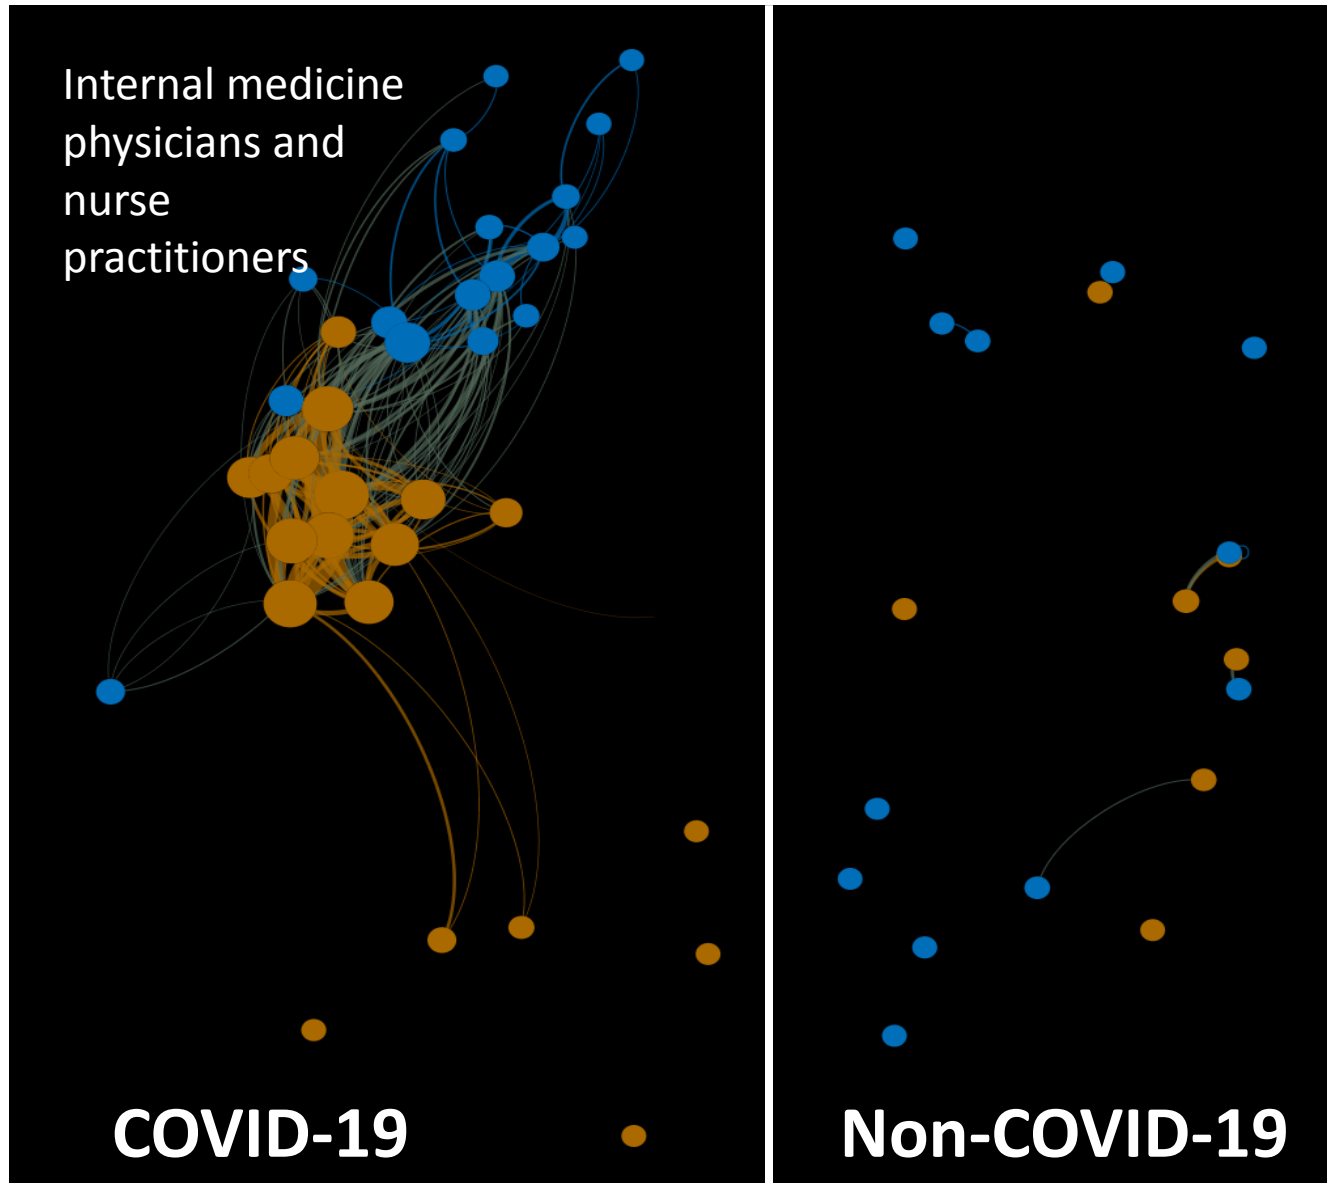 Internal medicine
physicians and
nurse
practitioners
COVID-19
Non-COVID-19